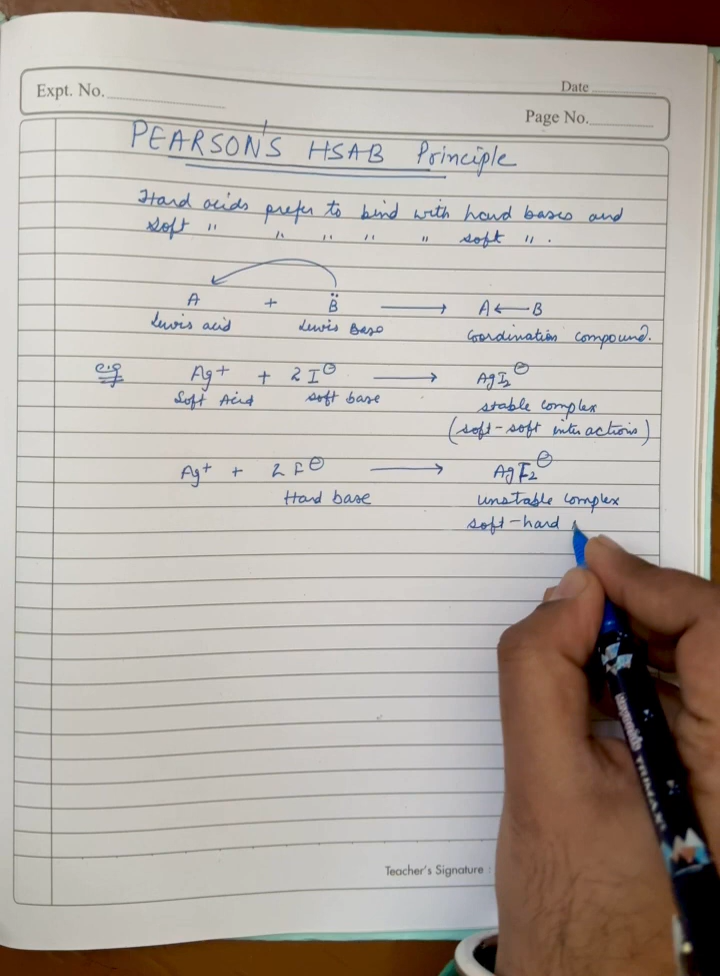 Expt. No.
Date
Page No.
PEARSON'S HSAB Principle
Hard acids prefer to bind with hard bases and
soft " " " " " soft ".
A + B̈ ⟶ A ⟵ B
Lewis acid Lewis Base Coordination compound.
e.g Ag+ + 2 I⊖ ⟶ AgI2⊖
Soft Acid soft base stable complex
(soft-soft interactions)
Ag+ + 2 F⊖ ⟶ AgF2⊖
Hard base unstable complex
soft-hard
Teacher's Signature :
TRIMAX